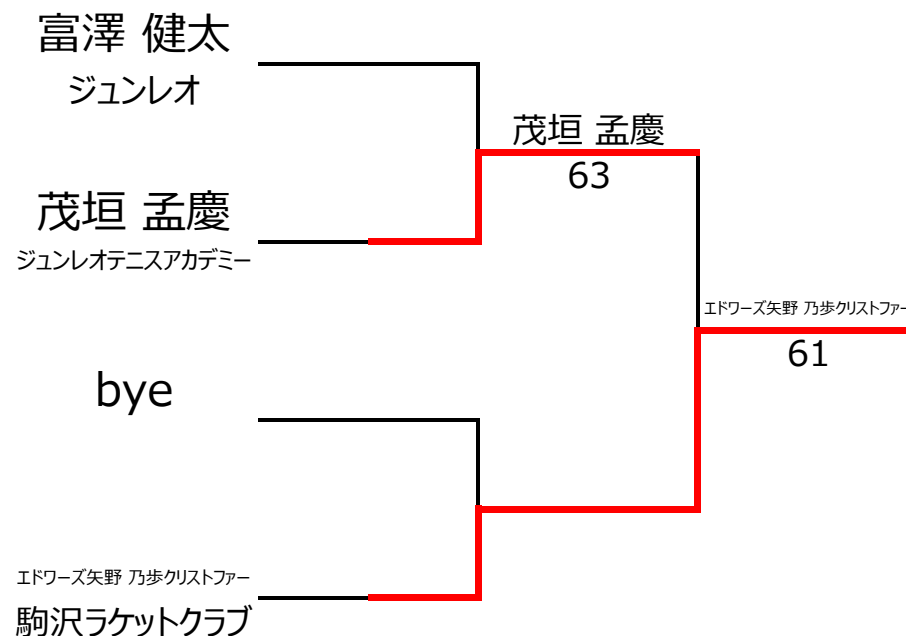 富澤 健太
ジュンレオ
茂垣 孟慶
63
茂垣 孟慶
ジュンレオテニスアカデミー
エドワーズ矢野 乃歩クリストファー
61
bye
エドワーズ矢野 乃歩クリストファー
駒沢ラケットクラブ